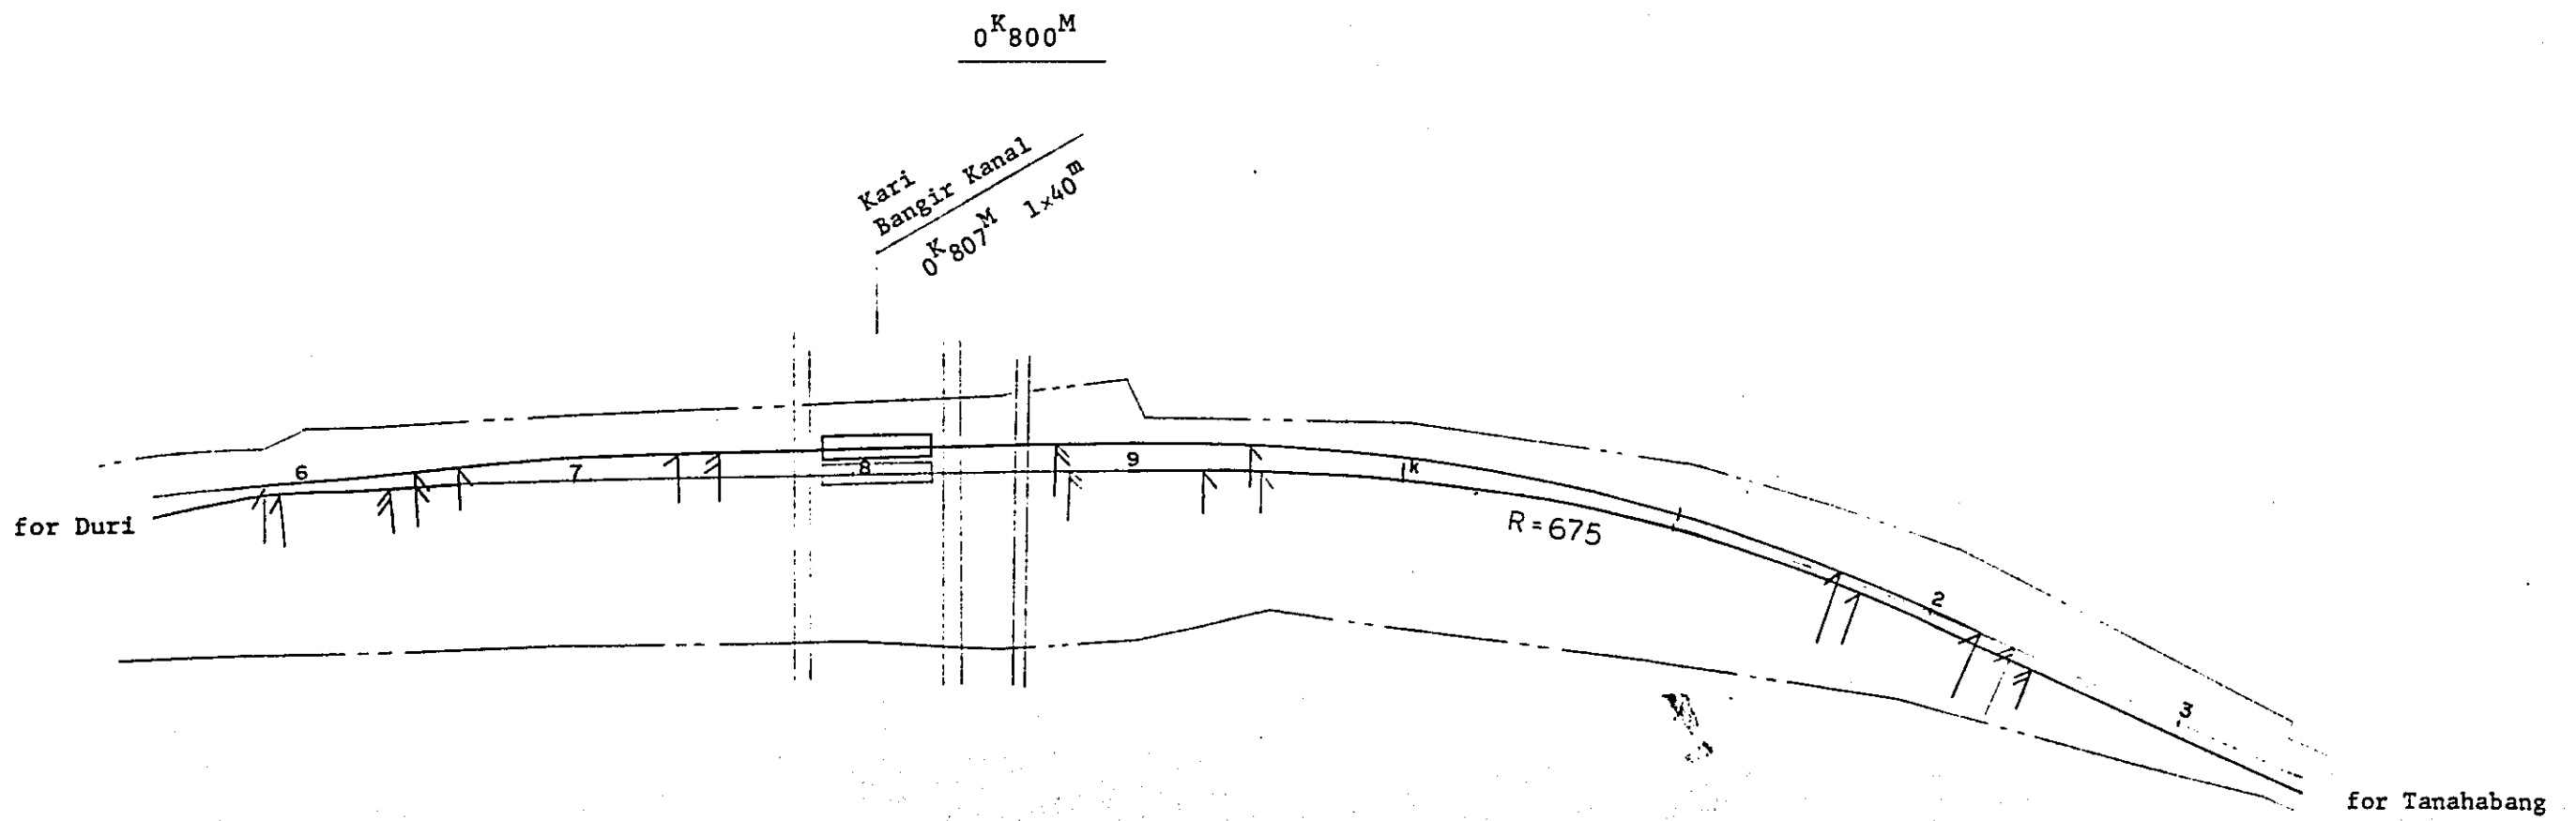 0K800M
Kari
Bangir Kanal
0K807M 1×40m
6
7
8
9
k
R=675
2
3
for Duri
for Tanahabang